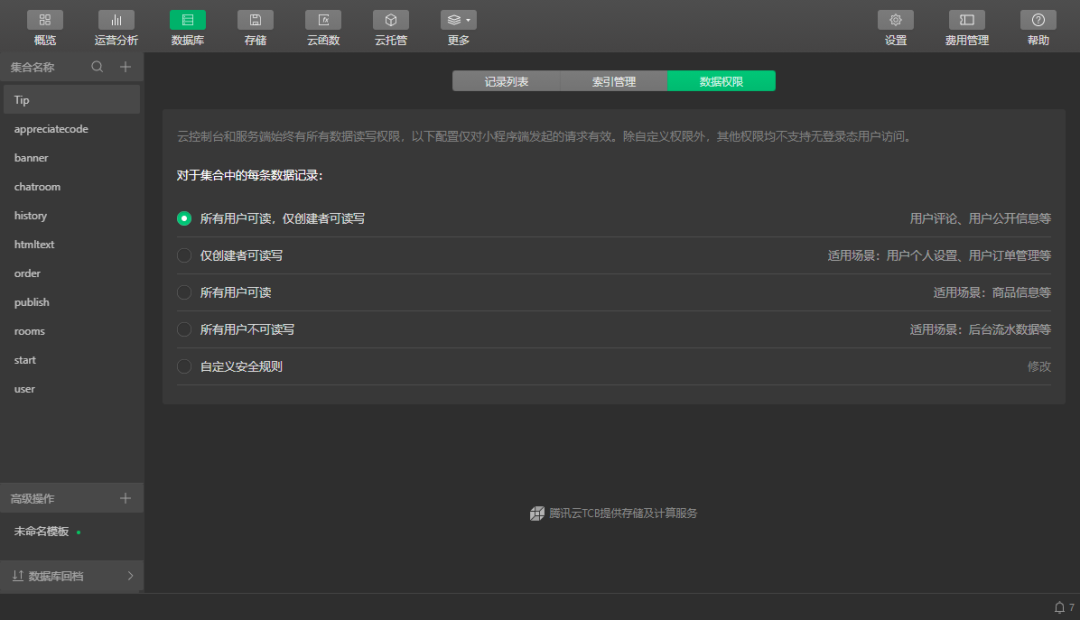 概览
运营分析
数据库
存储
云函数
云托管
更多
设置
费用管理
帮助
集合名称
Tip
appreciatecode
banner
chatroom
history
htmltext
order
publish
rooms
start
user
高级操作
未命名模板
数据库回档
记录列表
索引管理
数据权限
云控制台和服务端始终有所有数据读写权限，以下配置仅对小程序端发起的请求有效。除自定义权限外，其他权限均不支持无登录态用户访问。
对于集合中的每条数据记录：
所有用户可读，仅创建者可读写 用户评论、用户公开信息等
仅创建者可读写 适用场景：用户个人设置、用户订单管理等
所有用户可读 适用场景：商品信息等
所有用户不可读写 适用场景：后台流水数据等
自定义安全规则 修改
腾讯云TCB提供存储及计算服务
7